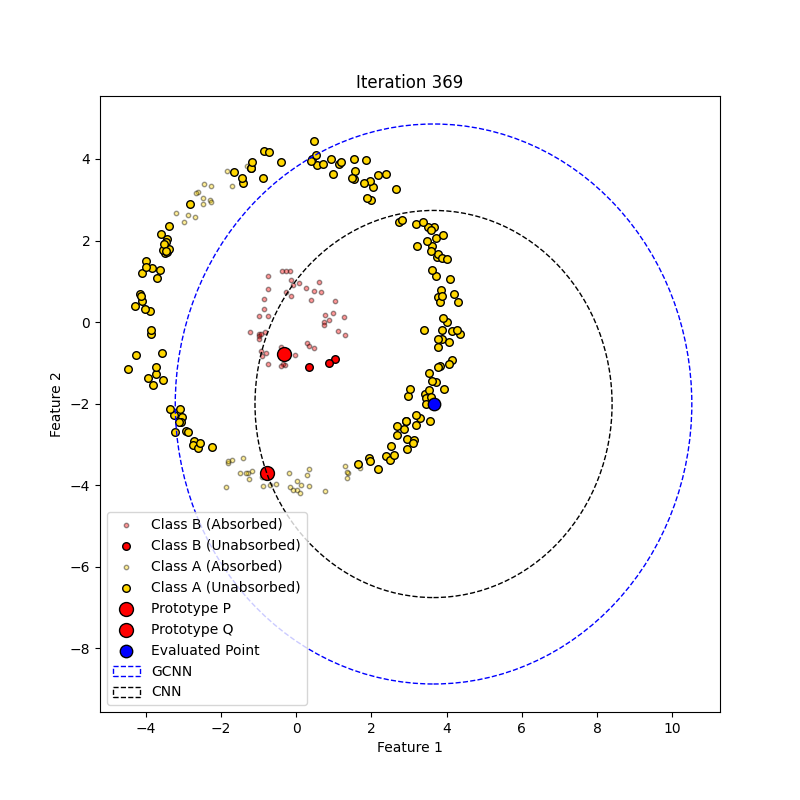 Iteration 369
4
2
0
−2
−4
−6
−8
Feature 2
Class B (Absorbed)
Class B (Unabsorbed)
Class A (Absorbed)
Class A (Unabsorbed)
Prototype P
Prototype Q
Evaluated Point
GCNN
CNN
−4 −2 0 2 4 6 8 10
Feature 1